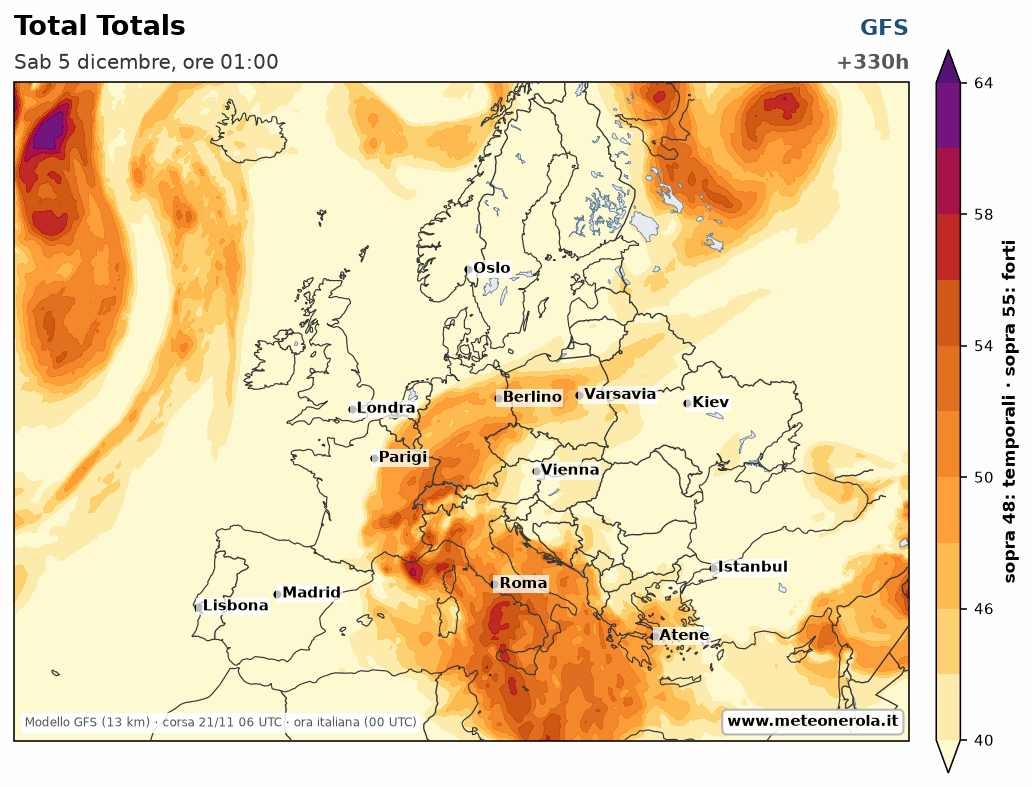 Total Totals
GFS
Sab 5 dicembre, ore 01:00
+330h
64
58
54
50
46
40
sopra 48: temporali · sopra 55: forti
Oslo
Londra
Berlino
Varsavia
Kiev
Parigi
Vienna
Lisbona
Madrid
Roma
Istanbul
Atene
Modello GFS (13 km) · corsa 21/11 06 UTC · ora italiana (00 UTC)
www.meteonerola.it